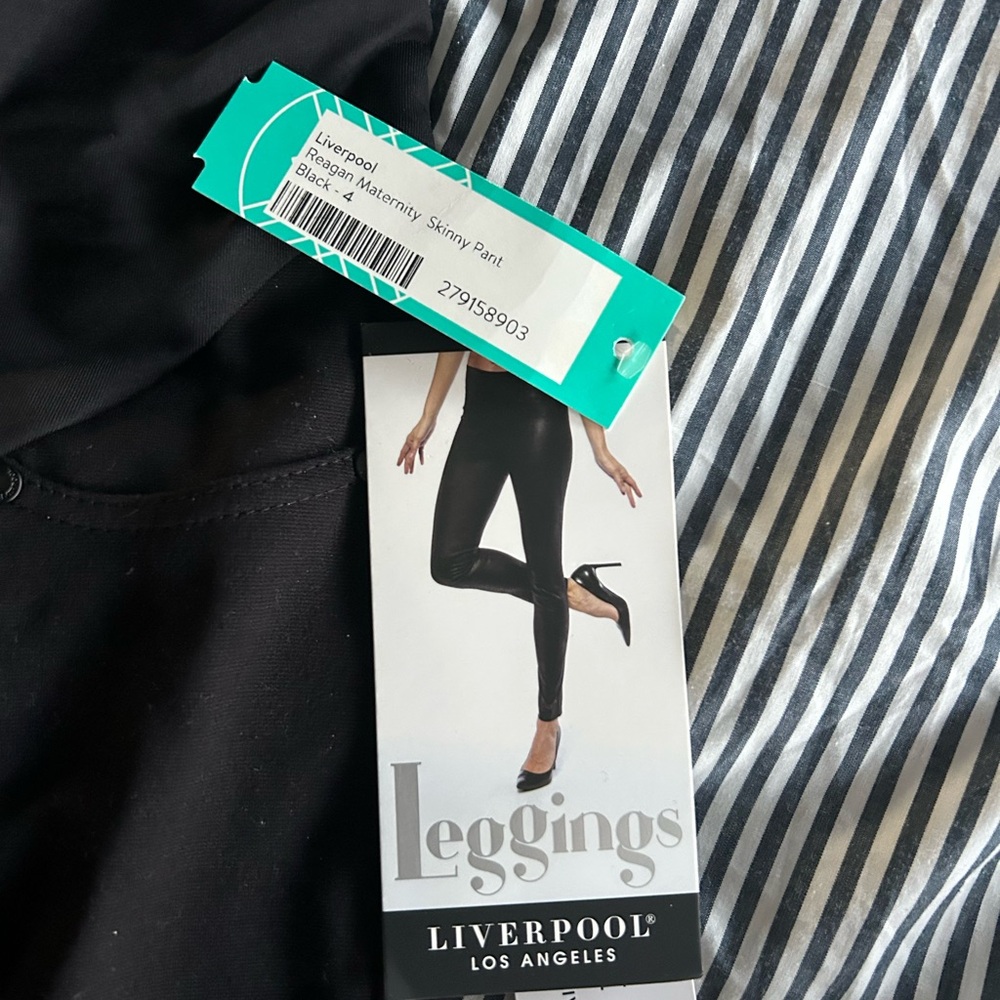 Liverpool
Reagan Maternity Skinny Pant
Black - 4
279158903
Leggings
LIVERPOOL®
LOS ANGELES